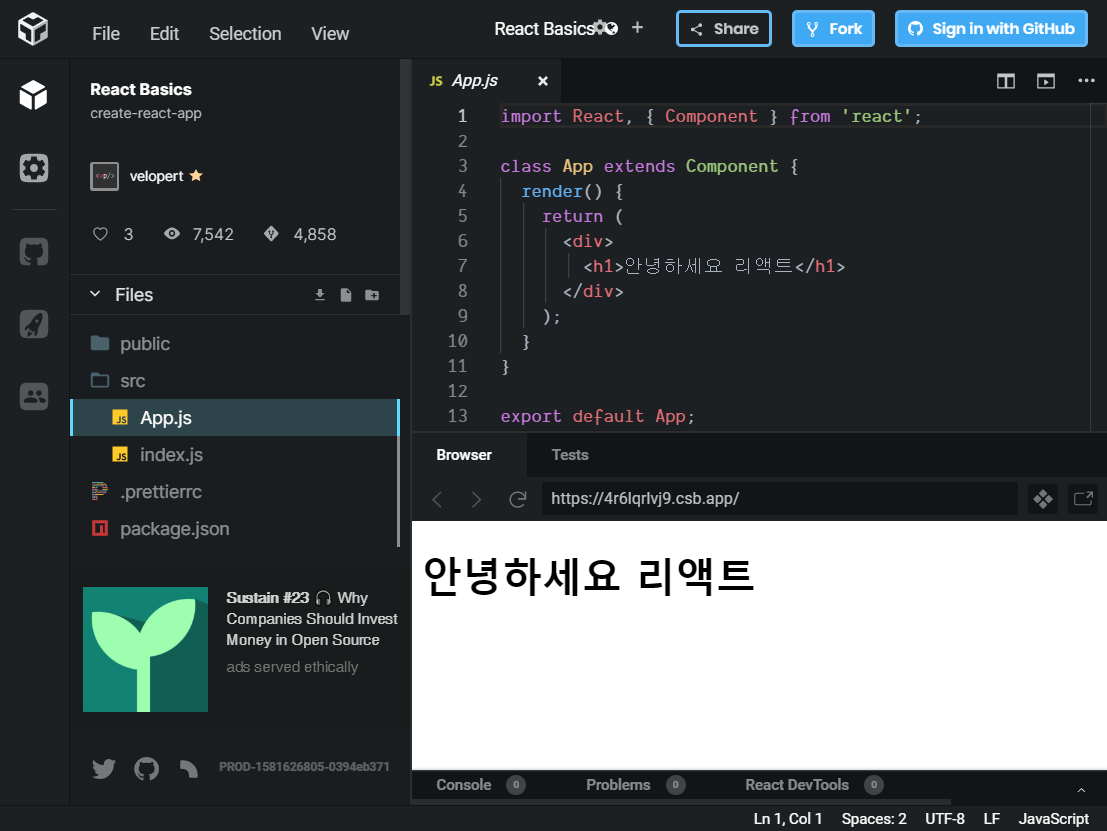 File Edit Selection View React Basics + Share Fork Sign in with GitHub
React Basics
create-react-app
<vp/> velopert
3 7,542 4,858
Files
public
src
JS App.js
JS index.js
.prettierrc
package.json
Sustain #23 🎧 Why
Companies Should Invest
Money in Open Source
ads served ethically
PROD-1581626805-0394eb371
JS App.js ×
1 import React, { Component } from 'react';
2
3 class App extends Component {
4 render() {
5 return (
6 <div>
7 <h1>안녕하세요 리액트</h1>
8 </div>
9 );
10 }
11 }
12
13 export default App;
Browser Tests
https://4r6lqrlvj9.csb.app/
안녕하세요 리액트
Console 0 Problems 0 React DevTools 0
Ln 1, Col 1 Spaces: 2 UTF-8 LF JavaScript